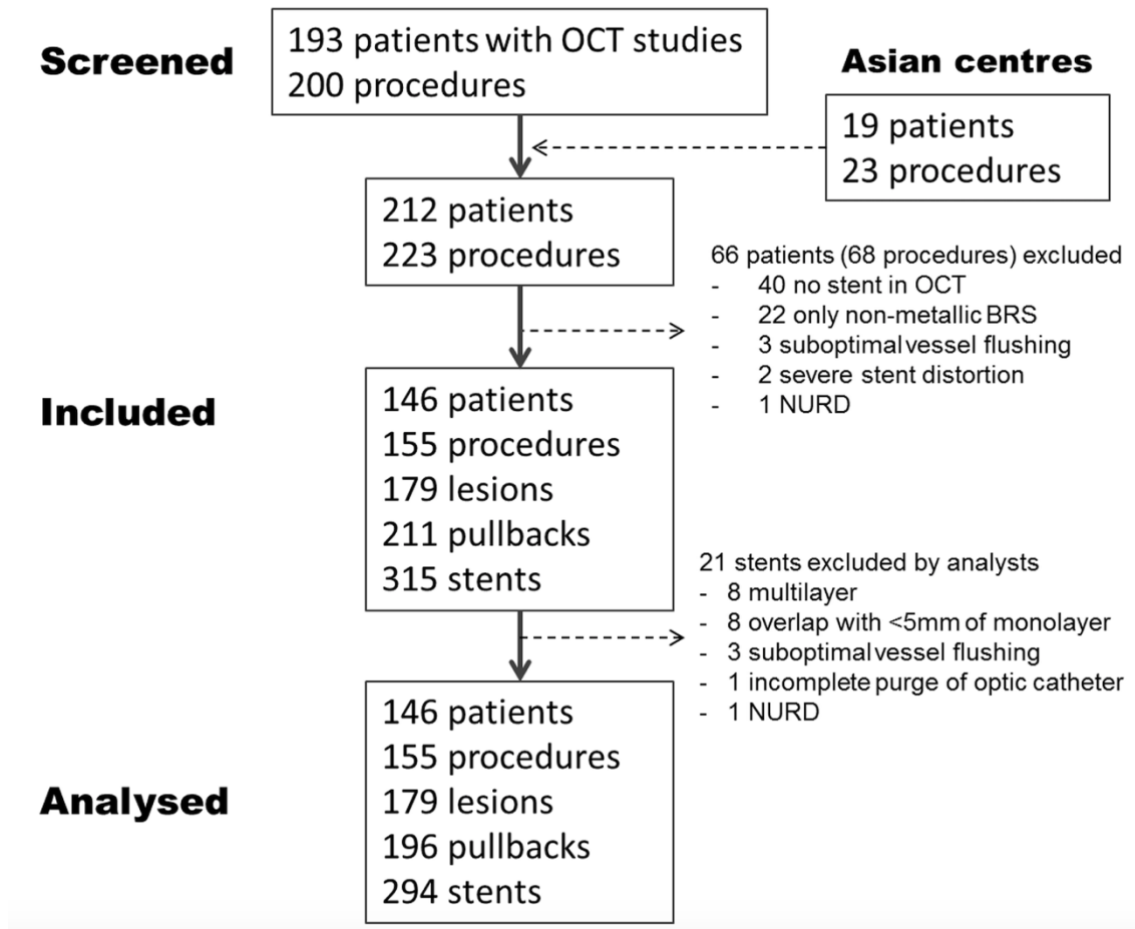 Screened
193 patients with OCT studies
200 procedures
Asian centres
19 patients
23 procedures
212 patients
223 procedures
66 patients (68 procedures) excluded
- 40 no stent in OCT
- 22 only non-metallic BRS
- 3 suboptimal vessel flushing
- 2 severe stent distortion
- 1 NURD
Included
146 patients
155 procedures
179 lesions
211 pullbacks
315 stents
21 stents excluded by analysts
- 8 multilayer
- 8 overlap with <5mm of monolayer
- 3 suboptimal vessel flushing
- 1 incomplete purge of optic catheter
- 1 NURD
Analysed
146 patients
155 procedures
179 lesions
196 pullbacks
294 stents